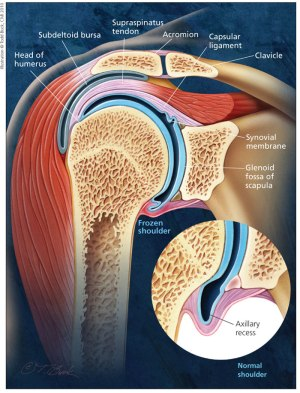 Supraspinatus
tendon
Subdeltoid bursa
Acromion
Head of
humerus
Capsular
ligament
Clavicle
Synovial
membrane
Glenoid
fossa of
scapula
Frozen
shoulder
Axillary
recess
Normal
shoulder